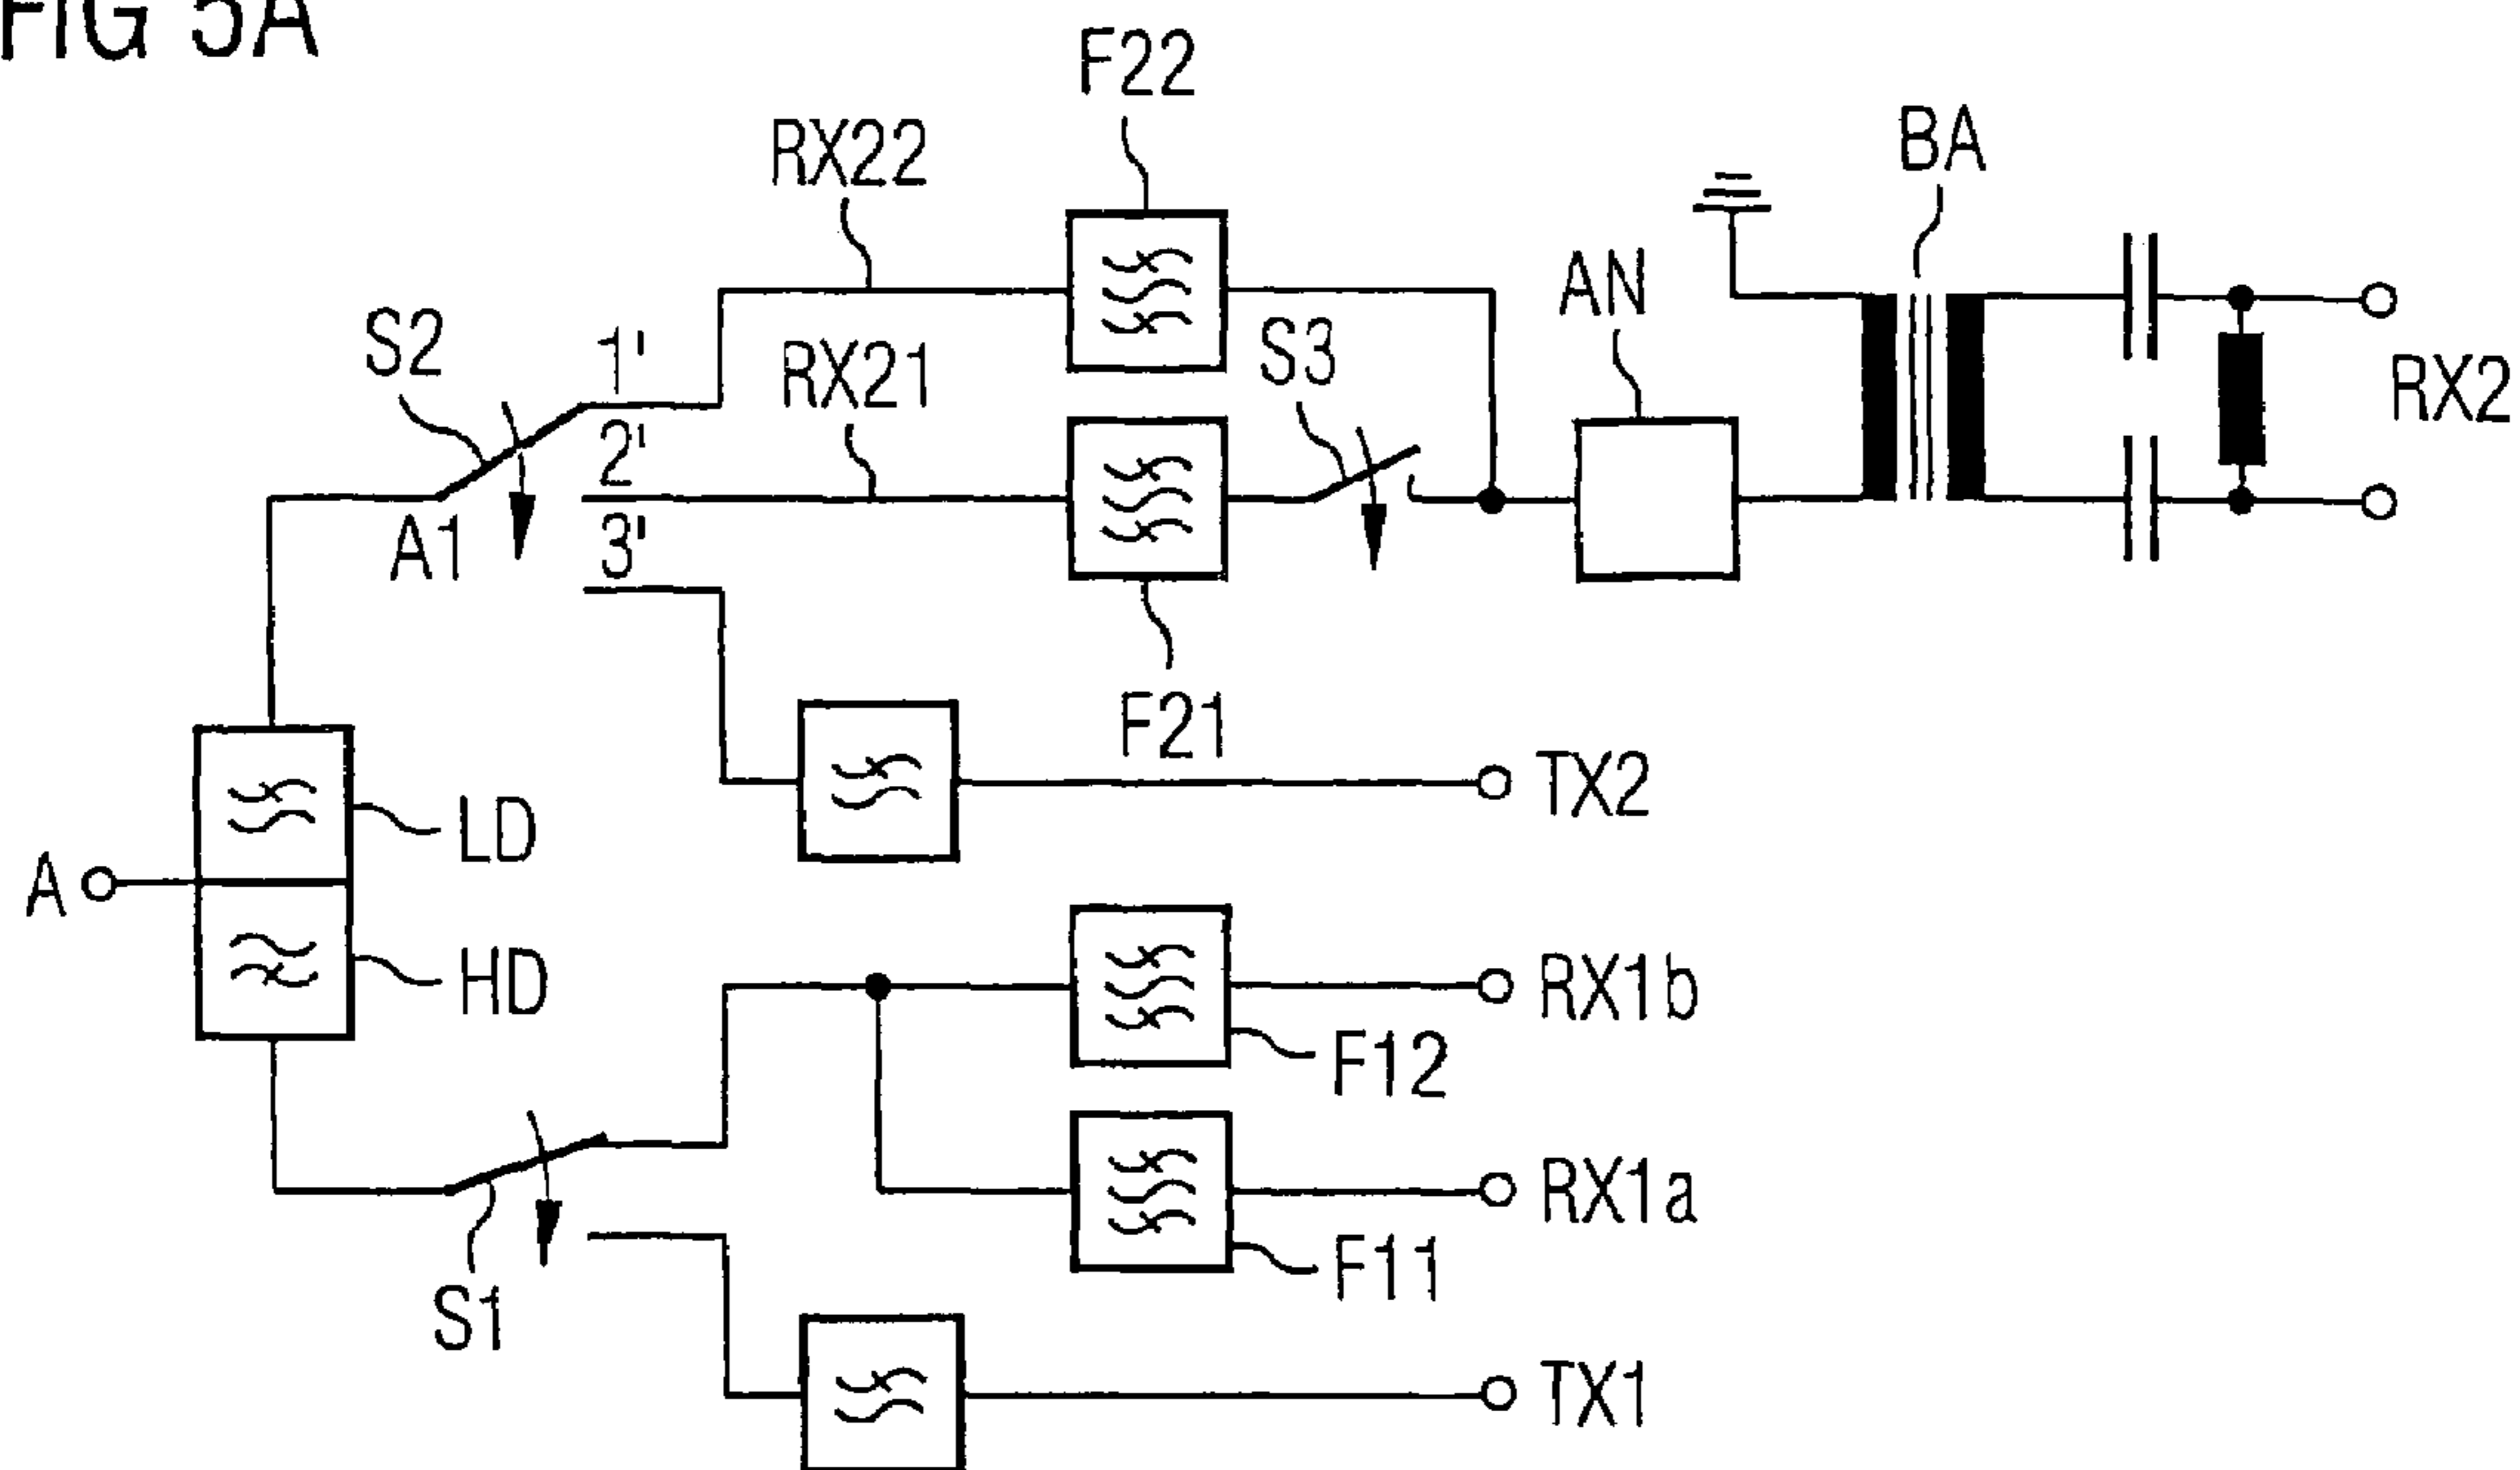 FIG 5A
F22
RX22
BA
AN
S2
1'
RX21
S3
RX2
2'
A1
3'
F21
TX2
LD
A
HD
RX1b
F12
RX1a
F11
S1
TX1